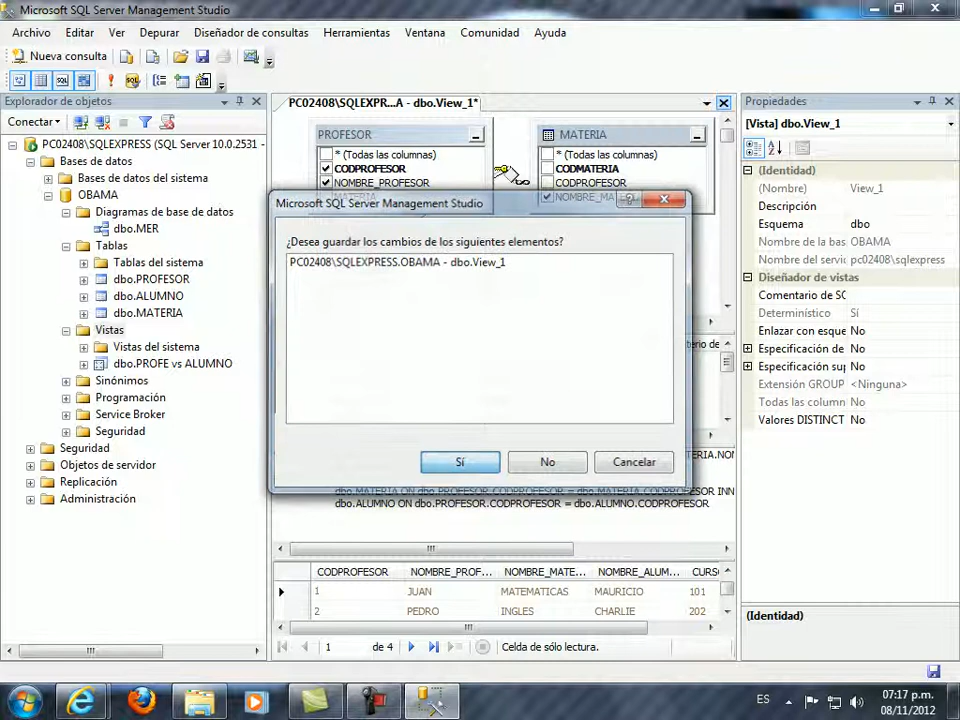 Microsoft SQL Server Management Studio
Archivo Editar Ver Depurar Diseñador de consultas Herramientas Ventana Comunidad Ayuda
Nueva consulta
Explorador de objetos
Conectar
PC02408\SQLEXPRESS (SQL Server 10.0.2531 -
Bases de datos
Bases de datos del sistema
OBAMA
Diagramas de base de datos
dbo.MER
Tablas
Tablas del sistema
dbo.PROFESOR
dbo.ALUMNO
dbo.MATERIA
Vistas
Vistas del sistema
dbo.PROFE vs ALUMNO
Sinónimos
Programación
Service Broker
Seguridad
Seguridad
Objetos de servidor
Replicación
Administración
PC02408\SQLEXPR...A - dbo.View_1*
PROFESOR
* (Todas las columnas)
CODPROFESOR
NOMBRE_PROFESOR
MATERIA
* (Todas las columnas)
CODMATERIA
CODPROFESOR
NOMBRE_MA
Microsoft SQL Server Management Studio
¿Desea guardar los cambios de los siguientes elementos?
PC02408\SQLEXPRESS.OBAMA - dbo.View_1
Sí No Cancelar
MATERIA.NOM
dbo.MATERIA ON dbo.PROFESOR.CODPROFESOR = dbo.MATERIA.CODPROFESOR INN
dbo.ALUMNO ON dbo.PROFESOR.CODPROFESOR = dbo.ALUMNO.CODPROFESOR
CODPROFESOR NOMBRE_PROF... NOMBRE_MATE... NOMBRE_ALUM... CURSO
1 JUAN MATEMATICAS MAURICIO 101
2 PEDRO INGLES CHARLIE 202
1 de 4 Celda de sólo lectura.
Propiedades
[Vista] dbo.View_1
(Identidad)
(Nombre) View_1
Descripción
Esquema dbo
Nombre de la bas OBAMA
Nombre del servic pc02408\sqlexpress
Diseñador de vistas
Comentario de SC
Determinístico Sí
Enlazar con esque No
Especificación de No
Especificación sup No
Extensión GROUP <Ninguna>
Todas las column No
Valores DISTINCT No
(Identidad)
ES
07:17 p.m.
08/11/2012